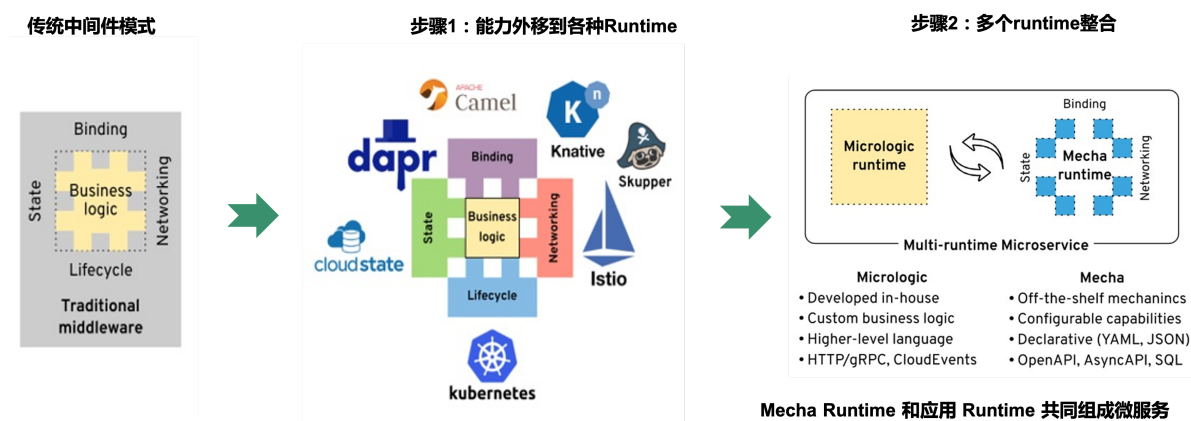 传统中间件模式
Binding
State
Business
logic
Networking
Lifecycle
Traditional
middleware
步骤1：能力外移到各种Runtime
APACHE
Camel
n
K
Knative
dapr
Skupper
Binding
State
Business
logic
Networking
cloudstate
Istio
Lifecycle
kubernetes
步骤2：多个runtime整合
Micrologic
runtime
Binding
State
Mecha
runtime
Networking
Multi-runtime Microservice
Micrologic
• Developed in-house
• Custom business logic
• Higher-level language
• HTTP/gRPC, CloudEvents
Mecha
• Off-the-shelf mechanincs
• Configurable capabilities
• Declarative (YAML, JSON)
• OpenAPI, AsyncAPI, SQL
Mecha Runtime 和应用 Runtime 共同组成微服务